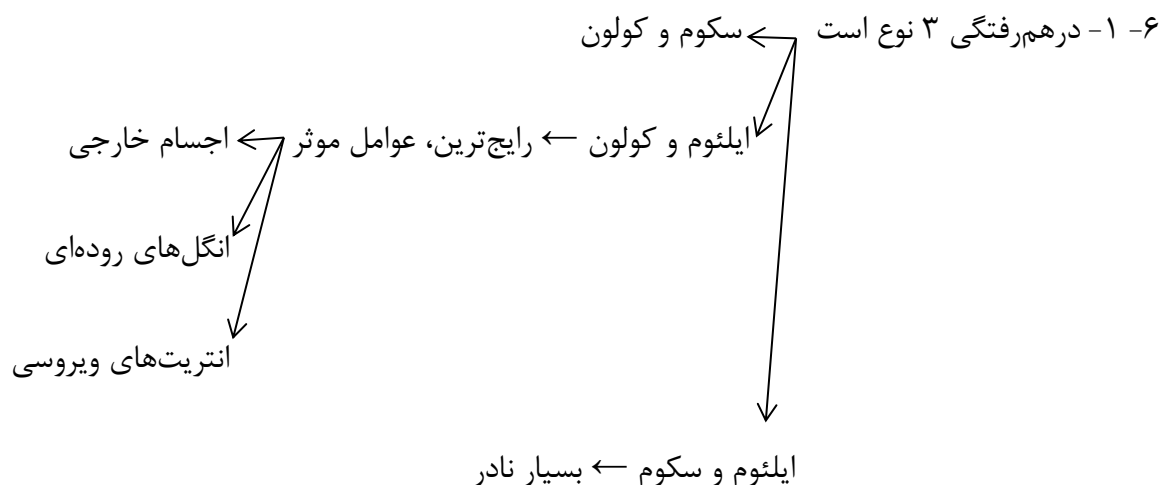 ۶- ۱- درهم‌رفتگی ۳ نوع است ← سکوم و کولون
ایلئوم و کولون ← رایج‌ترین، عوامل موثر ← اجسام خارجی
انگل‌های روده‌ای
انتریت‌های ویروسی
ایلئوم و سکوم ← بسیار نادر